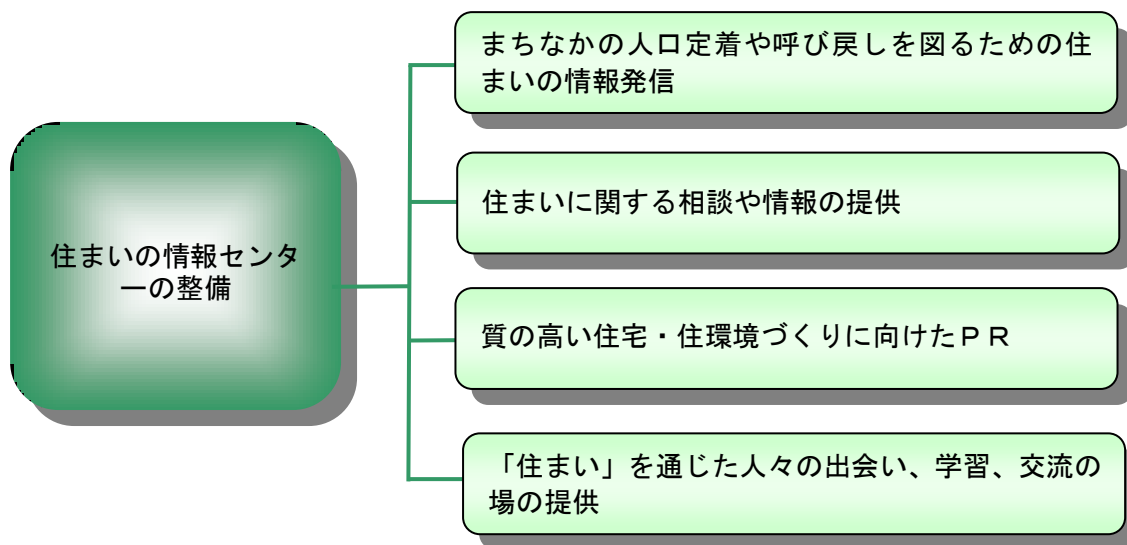 まちなかの人口定着や呼び戻しを図るための住
まいの情報発信
住まいに関する相談や情報の提供
住まいの情報センタ
ーの整備
質の高い住宅・住環境づくりに向けたＰＲ
「住まい」を通じた人々の出会い、学習、交流の
場の提供